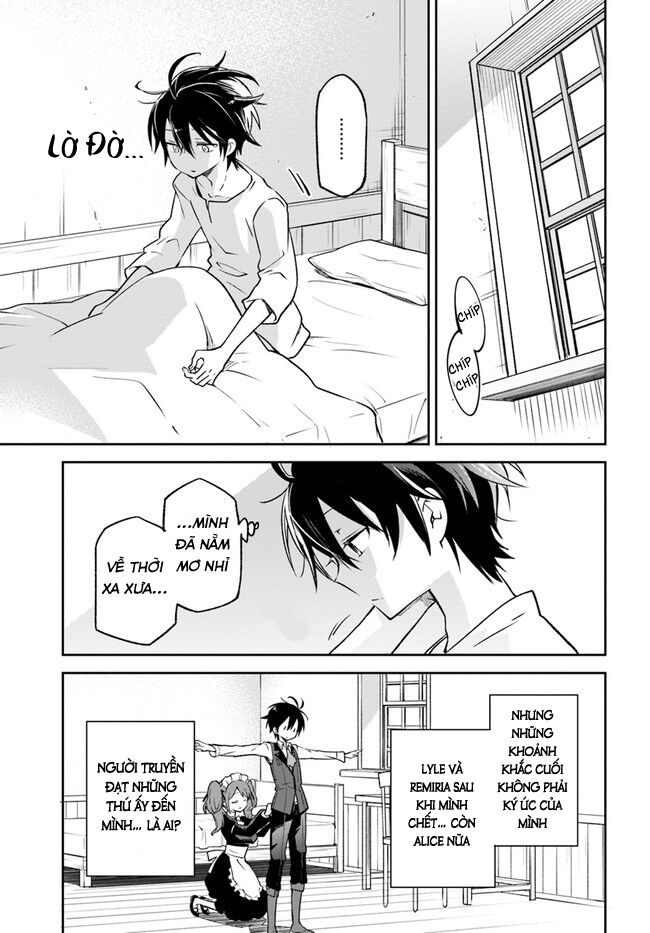 CHÍP
CHÍP
CHÍP
...........
LỜ ĐỜ...
...MÌNH
ĐÃ NẰM
MƠ NHỈ
VỀ THỜI
XA XƯA...
NHƯNG
NHỮNG
KHOẢNH
KHẮC CUỐI
KHÔNG PHẢI
KÝ ỨC CỦA
MÌNH
LYLE VÀ
REMIRIA SAU
KHI MÌNH
CHẾT... CÒN
ALICE NỮA
NGƯỜI TRUYỀN
ĐẠT NHỮNG
THỨ ẤY ĐẾN
MÌNH... LÀ AI?